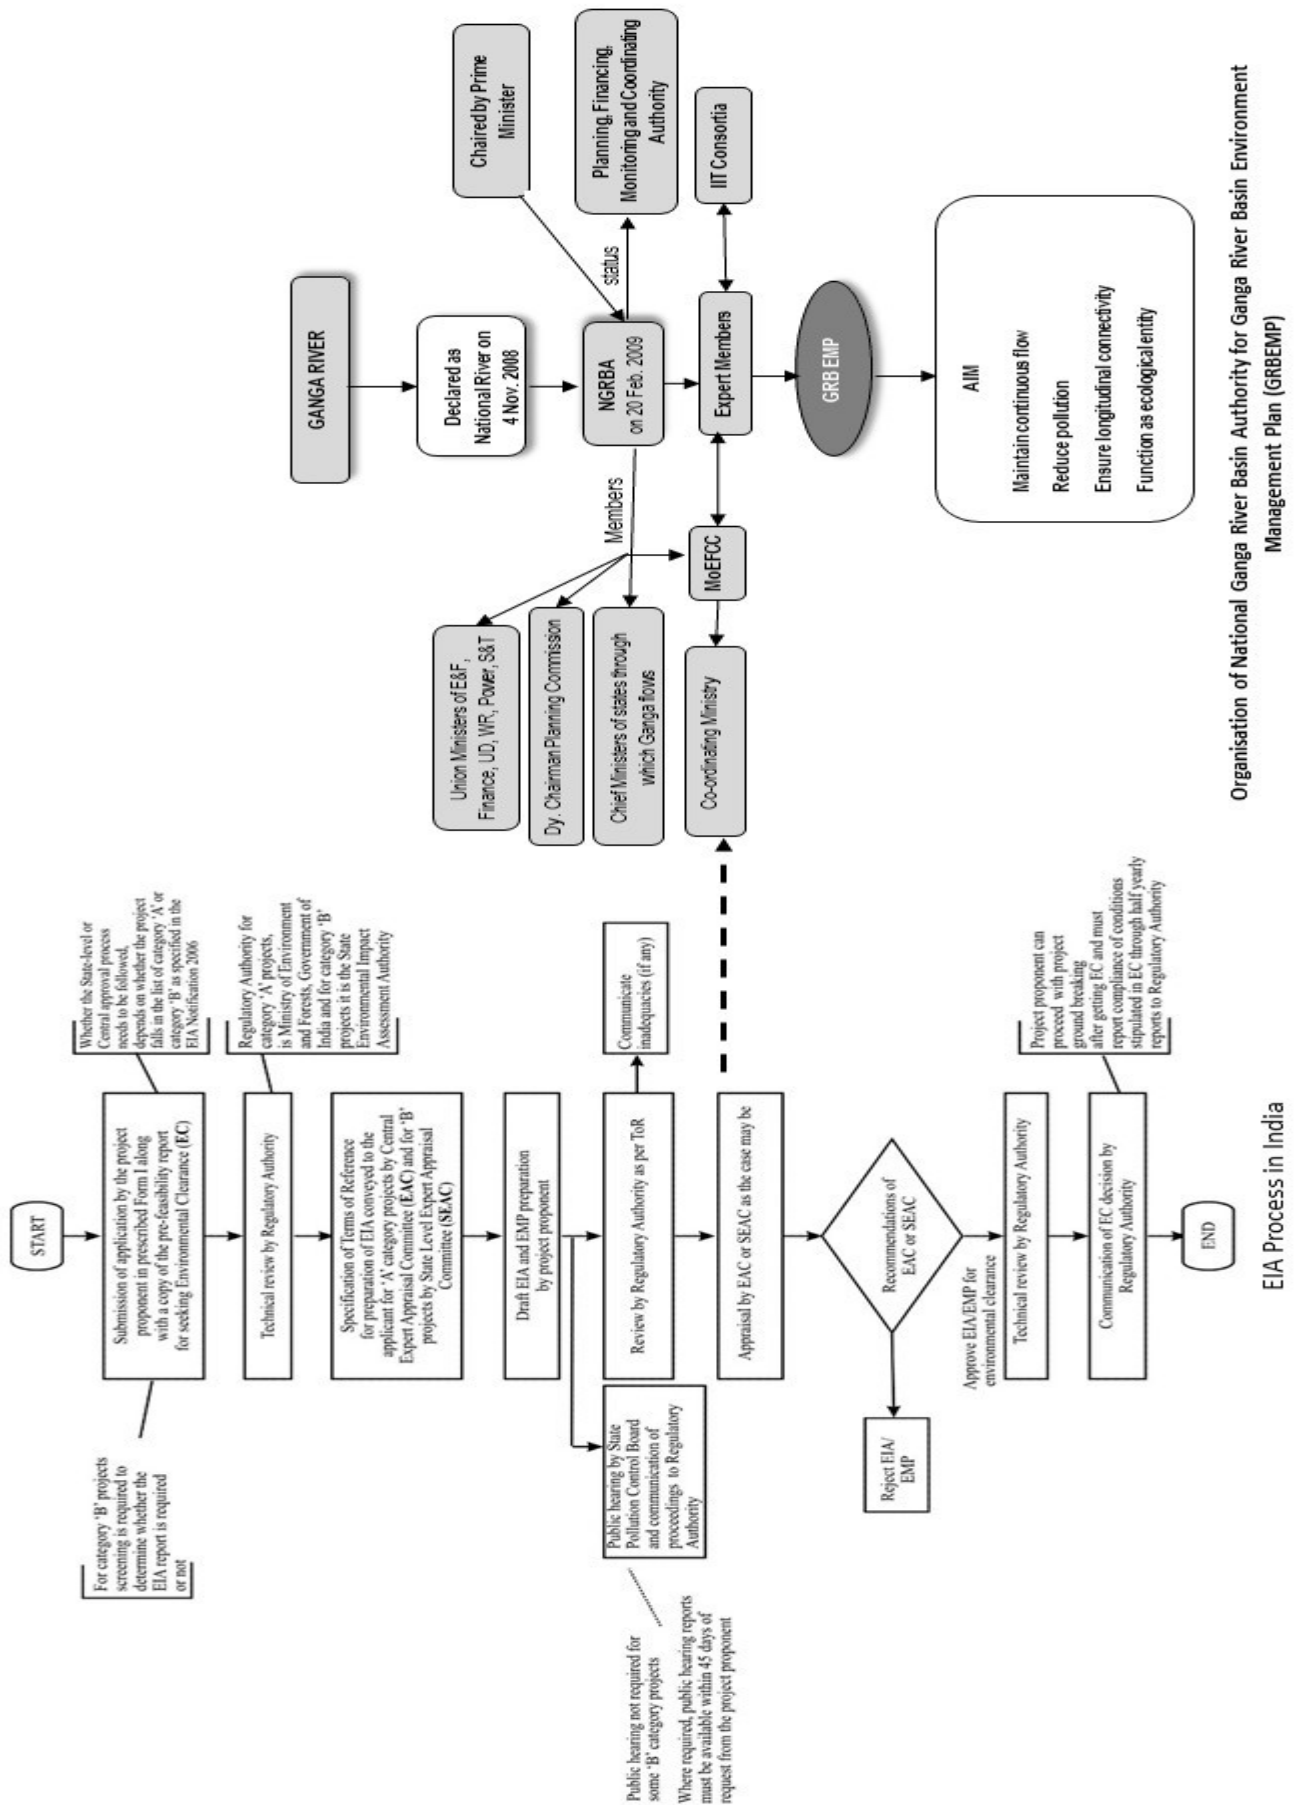 START
For category ‘B’ projects
screening is required to
determine whether the
EIA report is required
or not
Submission of application by the project
proponent in prescribed Form I along
with a copy of the pre-feasibility report
for seeking Environmental Clearance (EC)
Whether the State-level or
Central approval process
needs to be followed,
depends on whether the project
falls in the list of category ‘A’ or
category ‘B’ as specified in the
EIA Notification 2006
Technical review by Regulatory Authority
Regulatory Authority for
category ‘A’ projects,
is Ministry of Environment
and Forests, Government of
India and for category ‘B’
projects it is the State
Environmental Impact
Assessment Authority
Specification of Terms of Reference
for preparation of EIA conveyed to the
applicant for ‘A’ category projects by Central
Expert Appraisal Committee (EAC) and for ‘B’
projects by State Level Expert Appraisal
Committee (SEAC)
Draft EIA and EMP preparation
by project proponent
Public hearing not required for
some ‘B’ category projects
Where required, public hearing reports
must be available within 45 days of
request from the project proponent
Public hearing by State
Pollution Control Board
and communication of
proceedings to Regulatory
Authority
Review by Regulatory Authority as per ToR
Communicate
inadequacies (if any)
Appraisal by EAC or SEAC as the case may be
Recommendations of
EAC or SEAC
Reject EIA/
EMP
Approve EIA/EMP for
environmental clearance
Technical review by Regulatory Authority
Communication of EC decision by
Regulatory Authority
Project proponent can
proceed with project
ground breaking
after getting EC and must
report compliance of conditions
stipulated in EC through half yearly
reports to Regulatory Authority
END
EIA Process in India
GANGA RIVER
Declared as
National River on
4 Nov. 2008
Chaired by Prime
Minister
NGRBA
on 20 Feb. 2009
status
Planning, Financing,
Monitoring and Coordinating
Authority
Members
Union Ministers of E&F,
Finance, UD, WR, Power, S&T
Dy. Chairman Planning Commission
Chief Ministers of states through
which Ganga flows
Co-ordinating Ministry
MoEFCC
Expert Members
IIT Consortia
GRB EMP
AIM
Maintain continuous flow
Reduce pollution
Ensure longitudinal connectivity
Function as ecological entity
Organisation of National Ganga River Basin Authority for Ganga River Basin Environment
Management Plan (GRBEMP)